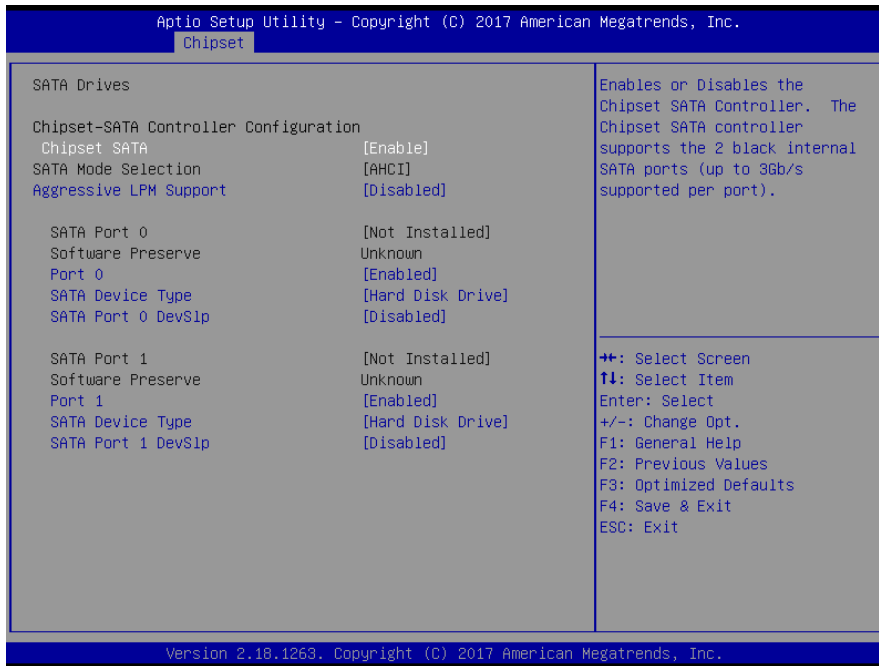 Aptio Setup Utility – Copyright (C) 2017 American Megatrends, Inc.
Chipset
SATA Drives
Chipset-SATA Controller Configuration
Chipset SATA [Enable]
SATA Mode Selection [AHCI]
Aggressive LPM Support [Disabled]
SATA Port 0 [Not Installed]
Software Preserve Unknown
Port 0 [Enabled]
SATA Device Type [Hard Disk Drive]
SATA Port 0 DevSlp [Disabled]
SATA Port 1 [Not Installed]
Software Preserve Unknown
Port 1 [Enabled]
SATA Device Type [Hard Disk Drive]
SATA Port 1 DevSlp [Disabled]
Enables or Disables the
Chipset SATA Controller. The
Chipset SATA controller
supports the 2 black internal
SATA ports (up to 3Gb/s
supported per port).
→←: Select Screen
↑↓: Select Item
Enter: Select
+/-: Change Opt.
F1: General Help
F2: Previous Values
F3: Optimized Defaults
F4: Save & Exit
ESC: Exit
Version 2.18.1263. Copyright (C) 2017 American Megatrends, Inc.